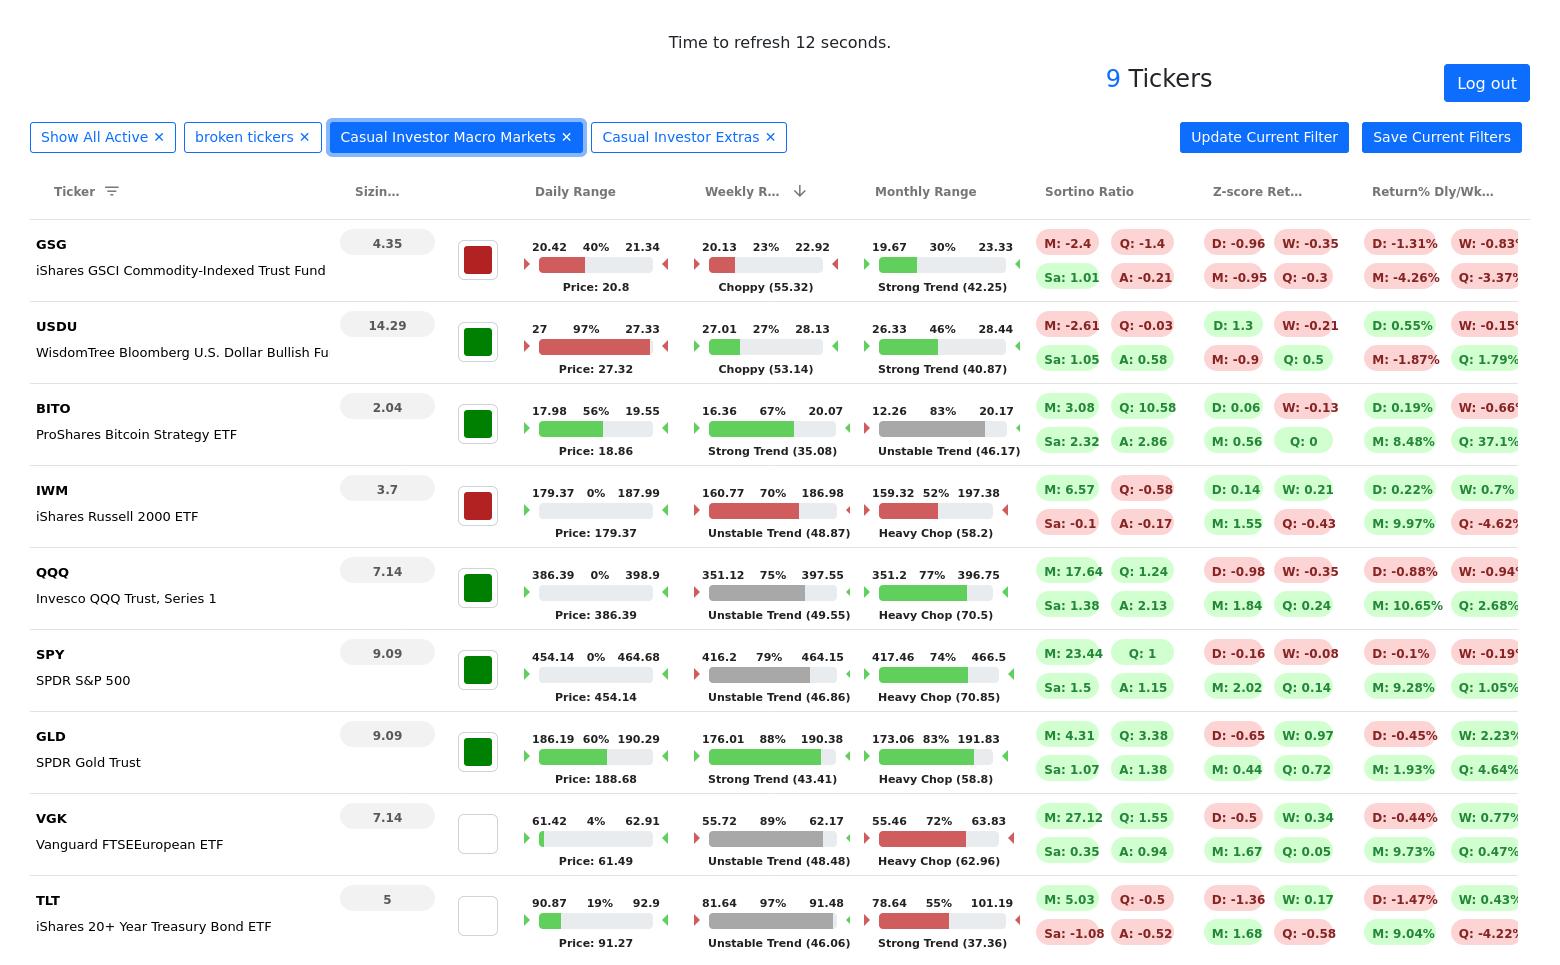 Time to refresh 12 seconds.
9 Tickers
Log out
Show All Active ✕ broken tickers ✕ Casual Investor Macro Markets ✕ Casual Investor Extras ✕ Update Current Filter Save Current Filters
Ticker Sizin... Daily Range Weekly R... Monthly Range Sortino Ratio Z-score Ret... Return% Dly/Wk...
GSG 4.35 20.42 40% 21.34 20.13 23% 22.92 19.67 30% 23.33 M: -2.4 Q: -1.4 D: -0.96 W: -0.35 D: -1.31% W: -0.83%
iShares GSCI Commodity-Indexed Trust Fund Sa: 1.01 A: -0.21 M: -0.95 Q: -0.3 M: -4.26% Q: -3.37%
Price: 20.8 Choppy (55.32) Strong Trend (42.25)
USDU 14.29 27 97% 27.33 27.01 27% 28.13 26.33 46% 28.44 M: -2.61 Q: -0.03 D: 1.3 W: -0.21 D: 0.55% W: -0.15%
WisdomTree Bloomberg U.S. Dollar Bullish Fu Sa: 1.05 A: 0.58 M: -0.9 Q: 0.5 M: -1.87% Q: 1.79%
Price: 27.32 Choppy (53.14) Strong Trend (40.87)
BITO 2.04 17.98 56% 19.55 16.36 67% 20.07 12.26 83% 20.17 M: 3.08 Q: 10.58 D: 0.06 W: -0.13 D: 0.19% W: -0.66%
ProShares Bitcoin Strategy ETF Sa: 2.32 A: 2.86 M: 0.56 Q: 0 M: 8.48% Q: 37.1%
Price: 18.86 Strong Trend (35.08) Unstable Trend (46.17)
IWM 3.7 179.37 0% 187.99 160.77 70% 186.98 159.32 52% 197.38 M: 6.57 Q: -0.58 D: 0.14 W: 0.21 D: 0.22% W: 0.7%
iShares Russell 2000 ETF Sa: -0.1 A: -0.17 M: 1.55 Q: -0.43 M: 9.97% Q: -4.62%
Price: 179.37 Unstable Trend (48.87) Heavy Chop (58.2)
QQQ 7.14 386.39 0% 398.9 351.12 75% 397.55 351.2 77% 396.75 M: 17.64 Q: 1.24 D: -0.98 W: -0.35 D: -0.88% W: -0.94%
Invesco QQQ Trust, Series 1 Sa: 1.38 A: 2.13 M: 1.84 Q: 0.24 M: 10.65% Q: 2.68%
Price: 386.39 Unstable Trend (49.55) Heavy Chop (70.5)
SPY 9.09 454.14 0% 464.68 416.2 79% 464.15 417.46 74% 466.5 M: 23.44 Q: 1 D: -0.16 W: -0.08 D: -0.1% W: -0.19%
SPDR S&P 500 Sa: 1.5 A: 1.15 M: 2.02 Q: 0.14 M: 9.28% Q: 1.05%
Price: 454.14 Unstable Trend (46.86) Heavy Chop (70.85)
GLD 9.09 186.19 60% 190.29 176.01 88% 190.38 173.06 83% 191.83 M: 4.31 Q: 3.38 D: -0.65 W: 0.97 D: -0.45% W: 2.23%
SPDR Gold Trust Sa: 1.07 A: 1.38 M: 0.44 Q: 0.72 M: 1.93% Q: 4.64%
Price: 188.68 Strong Trend (43.41) Heavy Chop (58.8)
VGK 7.14 61.42 4% 62.91 55.72 89% 62.17 55.46 72% 63.83 M: 27.12 Q: 1.55 D: -0.5 W: 0.34 D: -0.44% W: 0.77%
Vanguard FTSEEuropean ETF Sa: 0.35 A: 0.94 M: 1.67 Q: 0.05 M: 9.73% Q: 0.47%
Price: 61.49 Unstable Trend (48.48) Heavy Chop (62.96)
TLT 5 90.87 19% 92.9 81.64 97% 91.48 78.64 55% 101.19 M: 5.03 Q: -0.5 D: -1.36 W: 0.17 D: -1.47% W: 0.43%
iShares 20+ Year Treasury Bond ETF Sa: -1.08 A: -0.52 M: 1.68 Q: -0.58 M: 9.04% Q: -4.22%
Price: 91.27 Unstable Trend (46.06) Strong Trend (37.36)